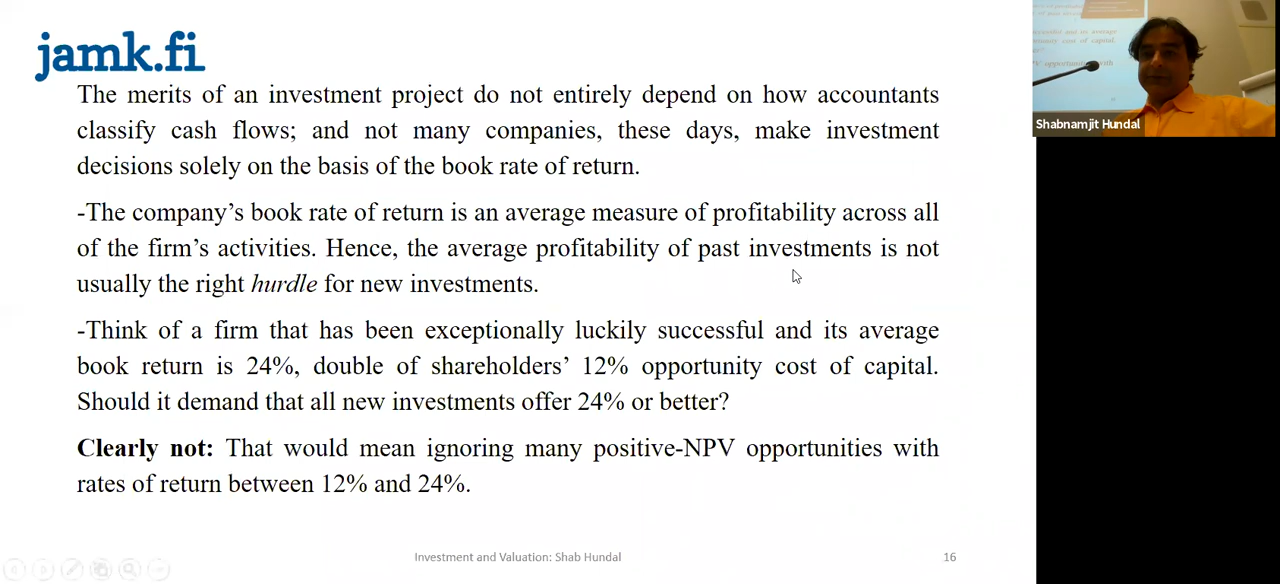 jamk.fi
The merits of an investment project do not entirely depend on how accountants
classify cash flows; and not many companies, these days, make investment
decisions solely on the basis of the book rate of return.
-The company's book rate of return is an average measure of profitability across all
of the firm's activities. Hence, the average profitability of past investments is not
usually the right hurdle for new investments.
-Think of a firm that has been exceptionally luckily successful and its average
book return is 24%, double of shareholders' 12% opportunity cost of capital.
Should it demand that all new investments offer 24% or better?
Clearly not: That would mean ignoring many positive-NPV opportunities with
rates of return between 12% and 24%.
Investment and Valuation: Shab Hundal
16
Shabnamjit Hundal